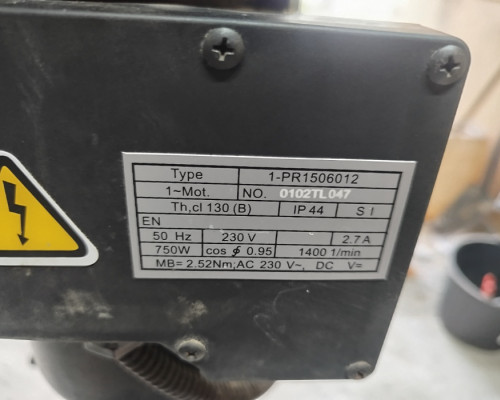 Type 1-PR1506012
1~Mot. NO. 0102TL047
Th,cl 130 (B) IP 44 S I
EN
50 Hz 230 V 2.7 A
750W cos ϕ 0.95 1400 1/min
MB= 2.52Nm,AC 230 V~, DC V=